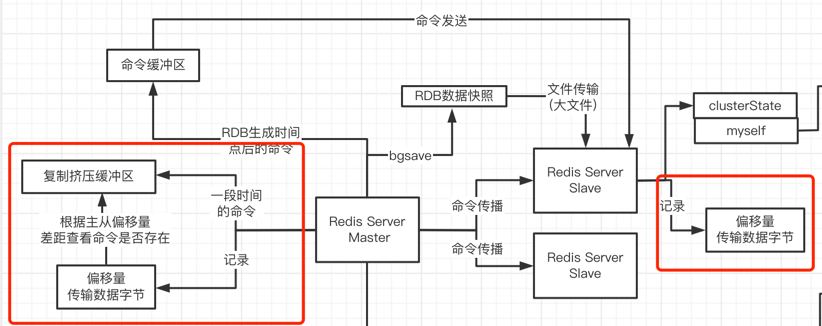 命令发送
命令缓冲区
RDB数据快照
文件传输
(大文件)
clusterState
myself
RDB生成时间
点后的命令
bgsave
复制挤压缓冲区
一段时间
的命令
Redis Server
Slave
命令传播
记录
Redis Server
Master
偏移量
传输数据字节
根据主从偏移量
差距查看命令是否存在
命令传播
Redis Server
Slave
记录
偏移量
传输数据字节